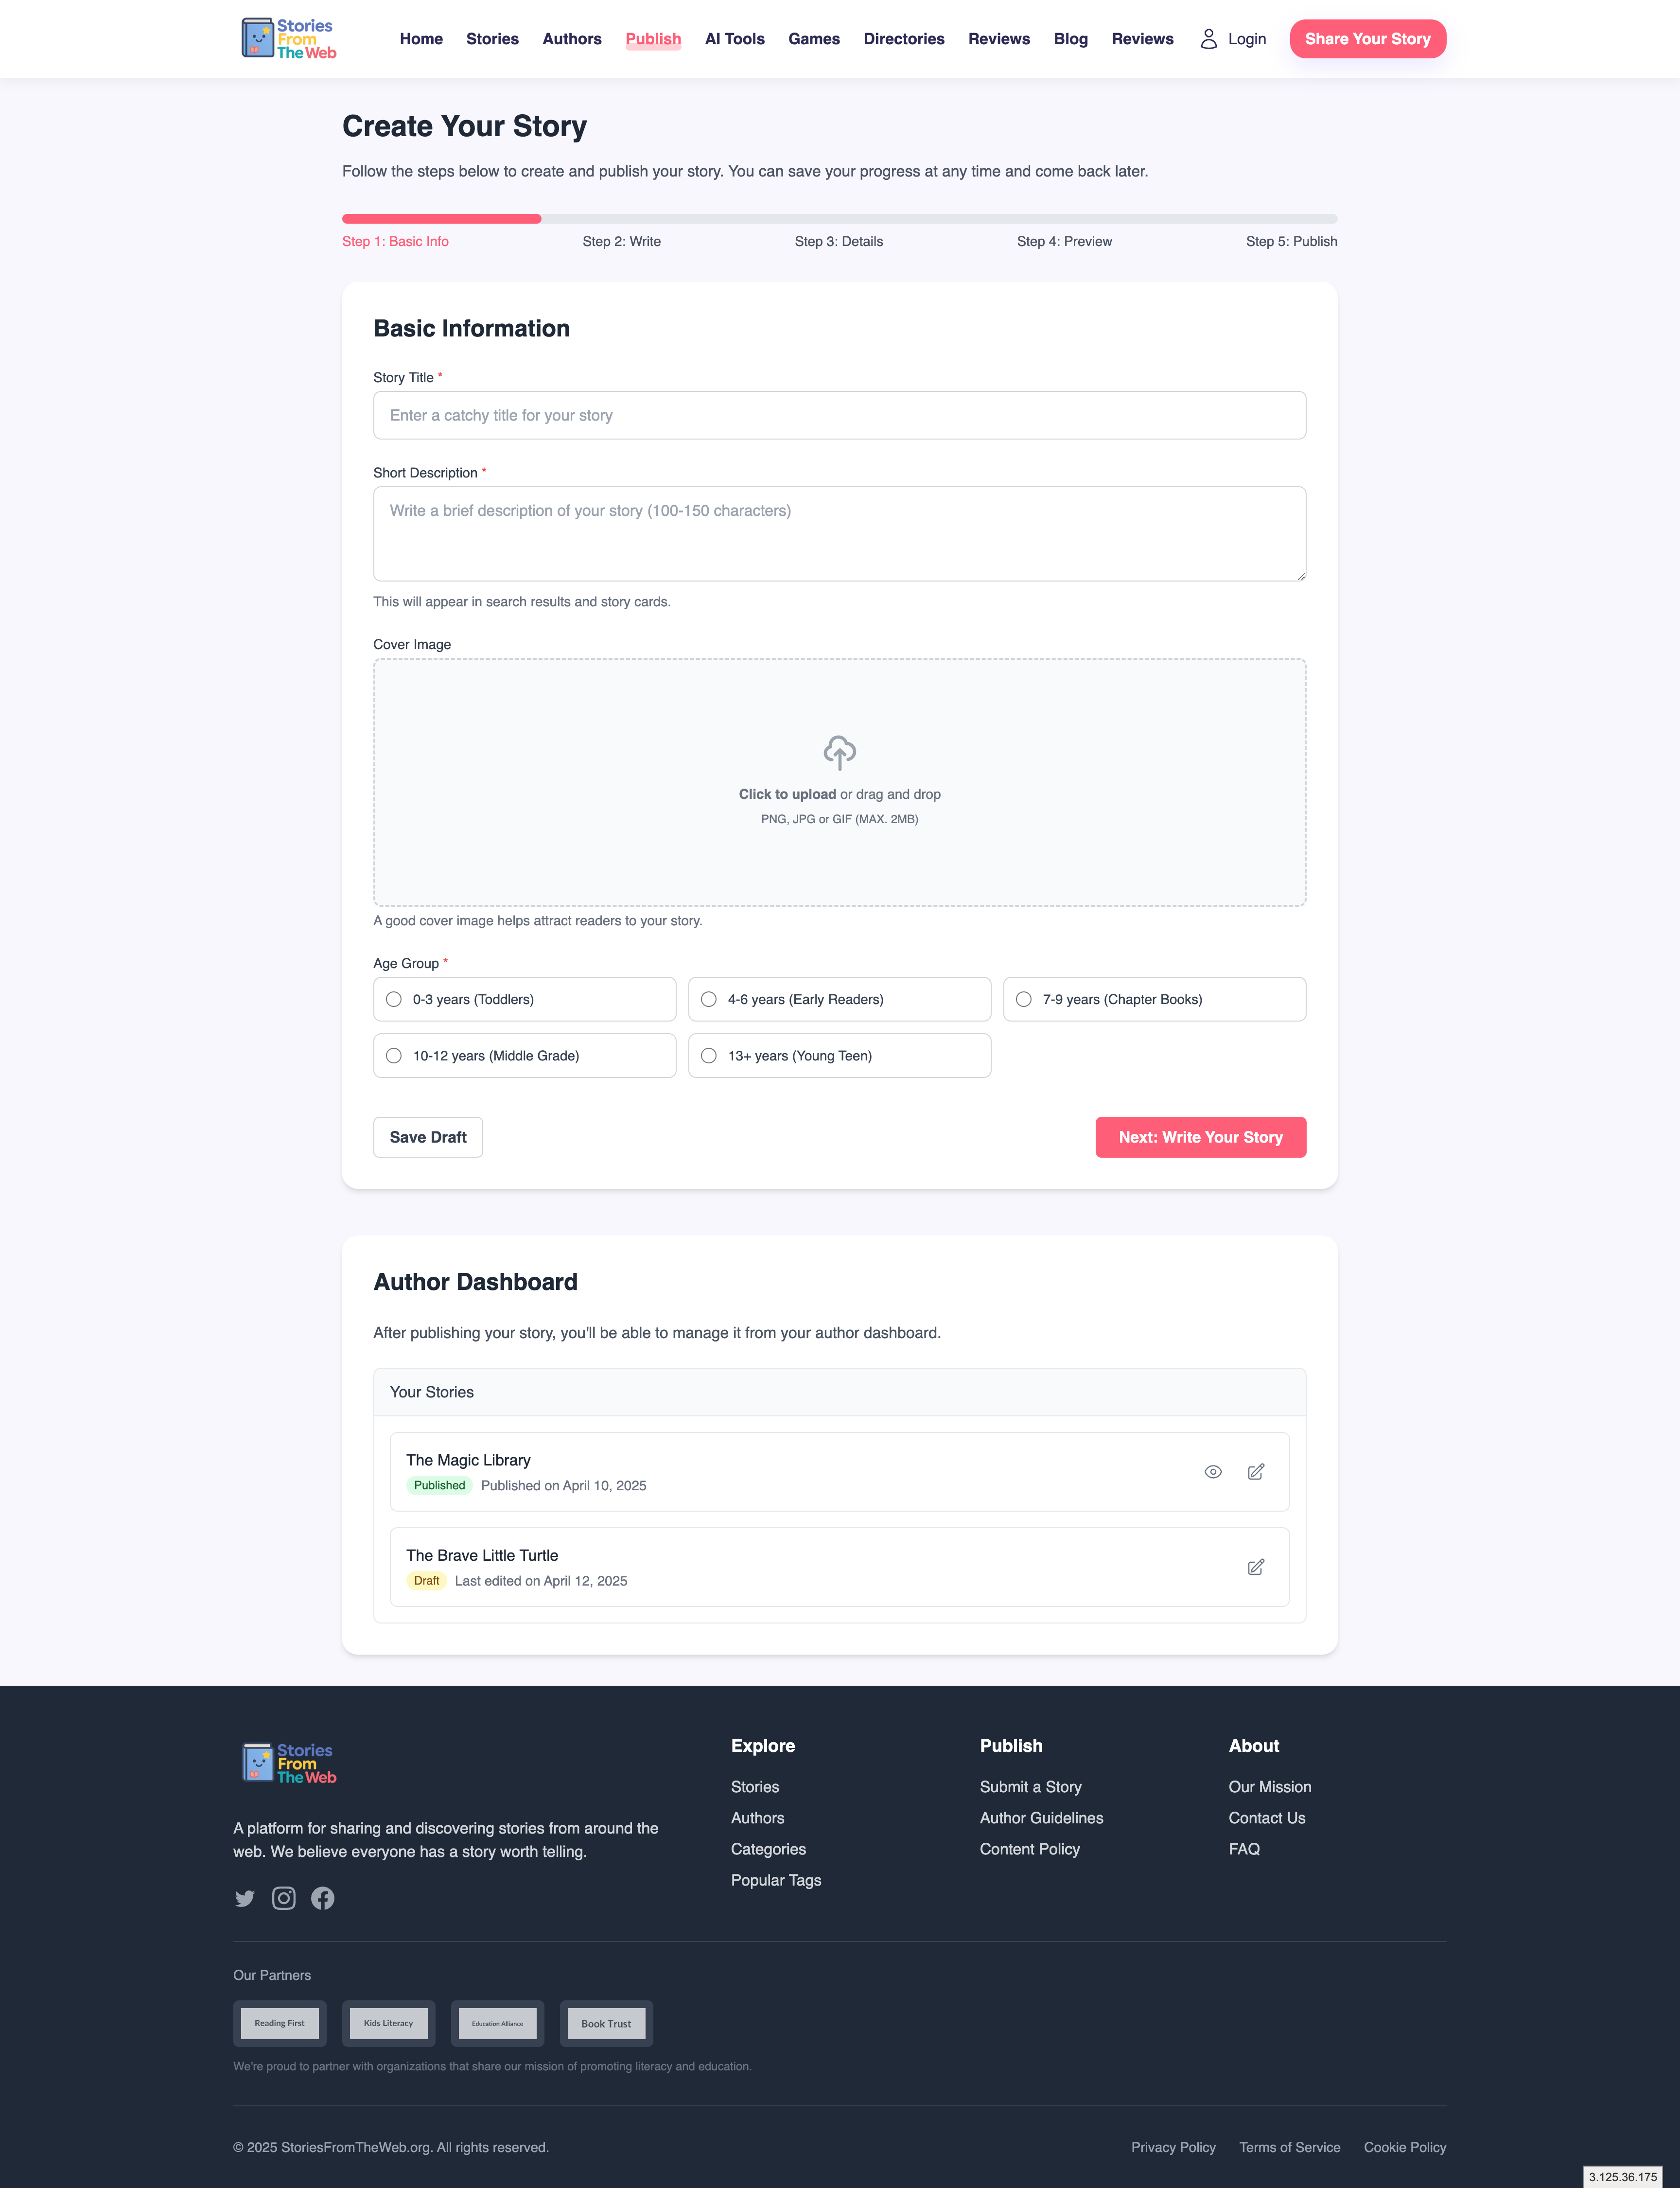 Stories
From
The Web
Home
Stories
Authors
Publish
AI Tools
Games
Directories
Reviews
Blog
Reviews
Login
Share Your Story
Create Your Story
Follow the steps below to create and publish your story. You can save your progress at any time and come back later.
Step 1: Basic Info
Step 2: Write
Step 3: Details
Step 4: Preview
Step 5: Publish
Basic Information
Story Title *
Enter a catchy title for your story
Short Description *
Write a brief description of your story (100-150 characters)
This will appear in search results and story cards.
Cover Image
Click to upload or drag and drop
PNG, JPG or GIF (MAX. 2MB)
A good cover image helps attract readers to your story.
Age Group *
0-3 years (Toddlers)
4-6 years (Early Readers)
7-9 years (Chapter Books)
10-12 years (Middle Grade)
13+ years (Young Teen)
Save Draft
Next: Write Your Story
Author Dashboard
After publishing your story, you'll be able to manage it from your author dashboard.
Your Stories
The Magic Library
Published Published on April 10, 2025
The Brave Little Turtle
Draft Last edited on April 12, 2025
Stories
From
The Web
A platform for sharing and discovering stories from around the
web. We believe everyone has a story worth telling.
Explore
Stories
Authors
Categories
Popular Tags
Publish
Submit a Story
Author Guidelines
Content Policy
About
Our Mission
Contact Us
FAQ
Our Partners
Reading First
Kids Literacy
Education Alliance
Book Trust
We're proud to partner with organizations that share our mission of promoting literacy and education.
© 2025 StoriesFromTheWeb.org. All rights reserved.
Privacy Policy
Terms of Service
Cookie Policy
3.125.36.175